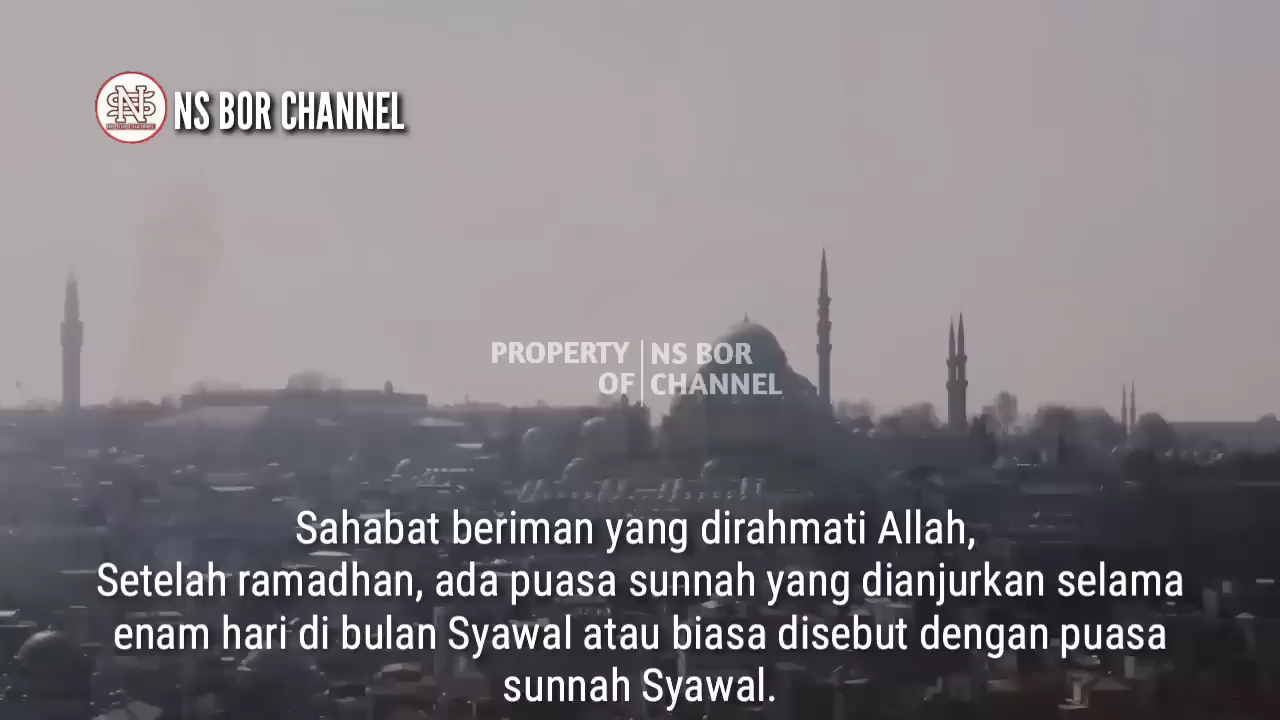 NS BOR CHANNEL
PROPERTY OF
NS BOR CHANNEL
Sahabat beriman yang dirahmati Allah,
Setelah ramadhan, ada puasa sunnah yang dianjurkan selama
enam hari di bulan Syawal atau biasa disebut dengan puasa
sunnah Syawal.